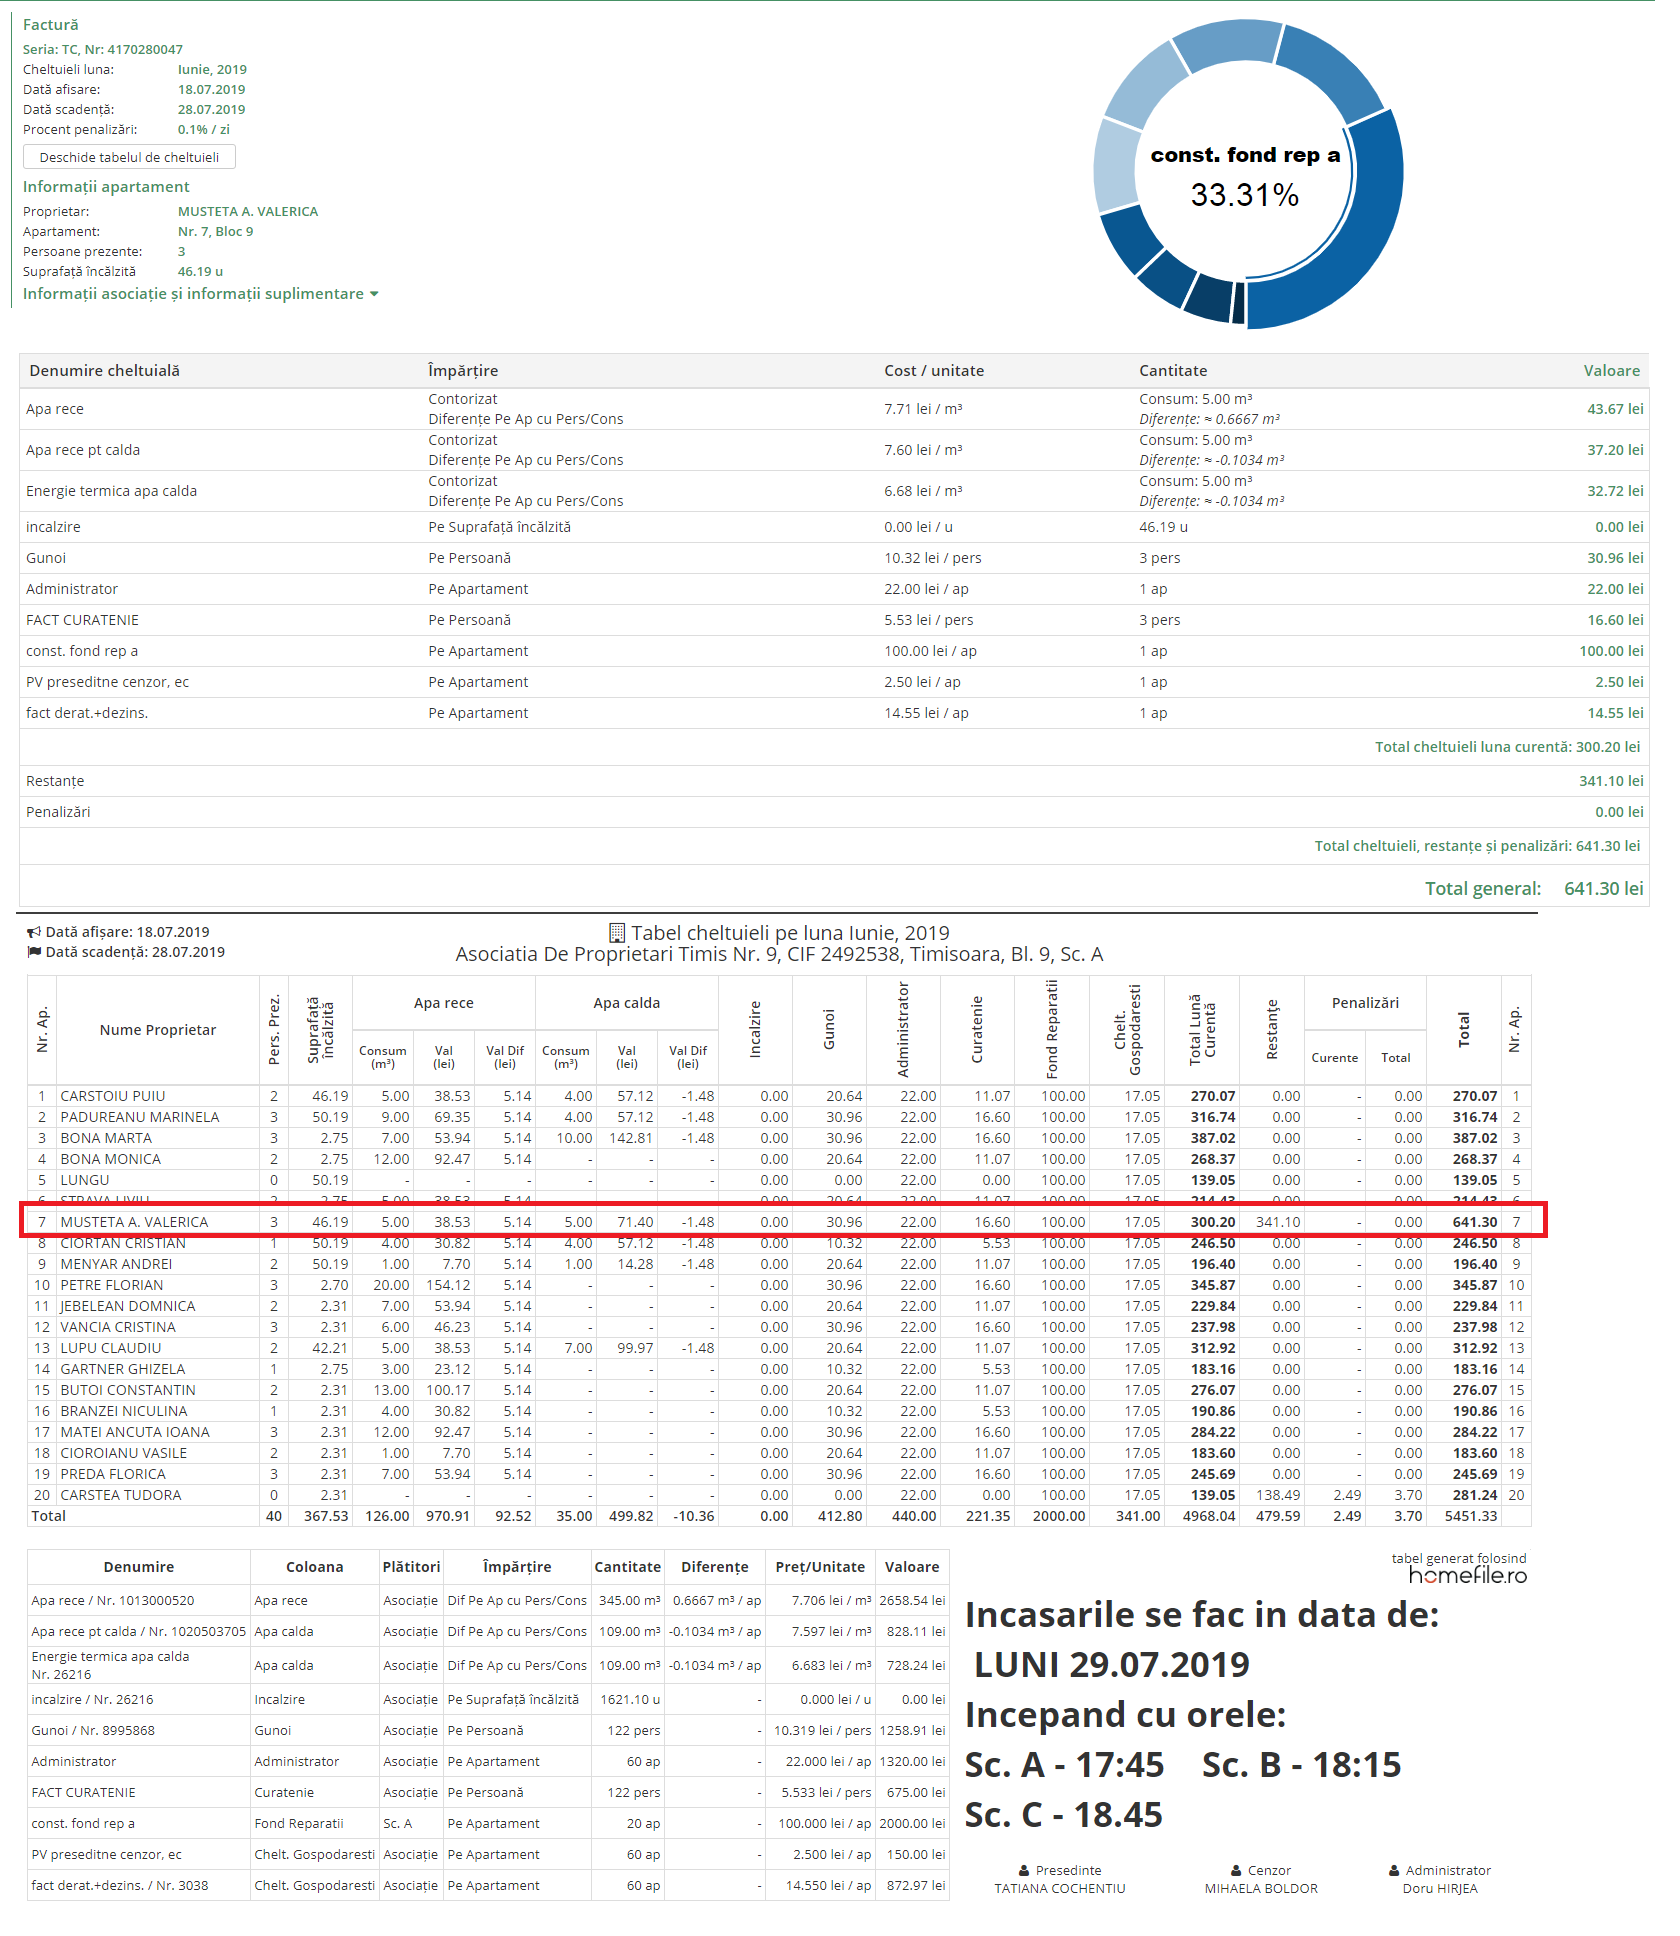 Factură
Seria: TC, Nr: 4170280047
Cheltuieli luna: Iunie, 2019
Dată afisare: 18.07.2019
Dată scadență: 28.07.2019
Procent penalizări: 0.1% / zi
Deschide tabelul de cheltuieli
Informații apartament
Proprietar: MUSTETA A. VALERICA
Apartament: Nr. 7, Bloc 9
Persoane prezente: 3
Suprafață încălzită 46.19 u
Informații asociație și informații suplimentare
const. fond rep a
33.31%
Denumire cheltuială Împărțire Cost / unitate Cantitate Valoare
Apa rece Contorizat 7.71 lei / m³ Consum: 5.00 m³ 43.67 lei
Diferențe Pe Ap cu Pers/Cons Diferențe: ≈ 0.6667 m³
Apa rece pt calda Contorizat 7.60 lei / m³ Consum: 5.00 m³ 37.20 lei
Diferențe Pe Ap cu Pers/Cons Diferențe: ≈ -0.1034 m³
Energie termica apa calda Contorizat 6.68 lei / m³ Consum: 5.00 m³ 32.72 lei
Diferențe Pe Ap cu Pers/Cons Diferențe: ≈ -0.1034 m³
incalzire Pe Suprafață încălzită 0.00 lei / u 46.19 u 0.00 lei
Gunoi Pe Persoană 10.32 lei / pers 3 pers 30.96 lei
Administrator Pe Apartament 22.00 lei / ap 1 ap 22.00 lei
FACT CURATENIE Pe Persoană 5.53 lei / pers 3 pers 16.60 lei
const. fond rep a Pe Apartament 100.00 lei / ap 1 ap 100.00 lei
PV preseditne cenzor, ec Pe Apartament 2.50 lei / ap 1 ap 2.50 lei
fact derat.+dezins. Pe Apartament 14.55 lei / ap 1 ap 14.55 lei
Total cheltuieli luna curentă: 300.20 lei
Restanțe 341.10 lei
Penalizări 0.00 lei
Total cheltuieli, restanțe și penalizări: 641.30 lei
Total general: 641.30 lei
Dată afișare: 18.07.2019
Dată scadență: 28.07.2019
Tabel cheltuieli pe luna Iunie, 2019
Asociatia De Proprietari Timis Nr. 9, CIF 2492538, Timisoara, Bl. 9, Sc. A
Nr. Ap. Nume Proprietar Pers. Prez. Suprafață încălzită Apa rece Apa calda Incalzire Gunoi Administrator Curatenie Fond Reparatii Chelt. Gospodaresti Total Lună Curentă Restanțe Penalizări Total Nr. Ap.
Consum (m³) Val (lei) Val Dif (lei) Consum (m³) Val (lei) Val Dif (lei) Curente Total
1 CARSTOIU PUIU 2 46.19 5.00 38.53 5.14 4.00 57.12 -1.48 0.00 20.64 22.00 11.07 100.00 17.05 270.07 0.00 - 0.00 270.07 1
2 PADUREANU MARINELA 3 50.19 9.00 69.35 5.14 4.00 57.12 -1.48 0.00 30.96 22.00 16.60 100.00 17.05 316.74 0.00 - 0.00 316.74 2
3 BONA MARTA 3 2.75 7.00 53.94 5.14 10.00 142.81 -1.48 0.00 30.96 22.00 16.60 100.00 17.05 387.02 0.00 - 0.00 387.02 3
4 BONA MONICA 2 2.75 12.00 92.47 5.14 - - - 0.00 20.64 22.00 11.07 100.00 17.05 268.37 0.00 - 0.00 268.37 4
5 LUNGU 0 50.19 - - - - - - 0.00 0.00 22.00 0.00 100.00 17.05 139.05 0.00 - 0.00 139.05 5
6 STRAVA LIVIU 2 2.75 5.00 38.53 5.14 - - - 0.00 20.64 22.00 11.07 100.00 17.05 214.43 0.00 - 0.00 214.43 6
7 MUSTETA A. VALERICA 3 46.19 5.00 38.53 5.14 5.00 71.40 -1.48 0.00 30.96 22.00 16.60 100.00 17.05 300.20 341.10 - 0.00 641.30 7
8 CIORTAN CRISTIAN 1 50.19 4.00 30.82 5.14 4.00 57.12 -1.48 0.00 10.32 22.00 5.53 100.00 17.05 246.50 0.00 - 0.00 246.50 8
9 MENYAR ANDREI 2 50.19 1.00 7.70 5.14 1.00 14.28 -1.48 0.00 20.64 22.00 11.07 100.00 17.05 196.40 0.00 - 0.00 196.40 9
10 PETRE FLORIAN 3 2.70 20.00 154.12 5.14 - - - 0.00 30.96 22.00 16.60 100.00 17.05 345.87 0.00 - 0.00 345.87 10
11 JEBELEAN DOMNICA 2 2.31 7.00 53.94 5.14 - - - 0.00 20.64 22.00 11.07 100.00 17.05 229.84 0.00 - 0.00 229.84 11
12 VANCIA CRISTINA 3 2.31 6.00 46.23 5.14 - - - 0.00 30.96 22.00 16.60 100.00 17.05 237.98 0.00 - 0.00 237.98 12
13 LUPU CLAUDIU 2 42.21 5.00 38.53 5.14 7.00 99.97 -1.48 0.00 20.64 22.00 11.07 100.00 17.05 312.92 0.00 - 0.00 312.92 13
14 GARTNER GHIZELA 1 2.75 3.00 23.12 5.14 - - - 0.00 10.32 22.00 5.53 100.00 17.05 183.16 0.00 - 0.00 183.16 14
15 BUTOI CONSTANTIN 2 2.31 13.00 100.17 5.14 - - - 0.00 20.64 22.00 11.07 100.00 17.05 276.07 0.00 - 0.00 276.07 15
16 BRANZEI NICULINA 1 2.31 4.00 30.82 5.14 - - - 0.00 10.32 22.00 5.53 100.00 17.05 190.86 0.00 - 0.00 190.86 16
17 MATEI ANCUTA IOANA 3 2.31 12.00 92.47 5.14 - - - 0.00 30.96 22.00 16.60 100.00 17.05 284.22 0.00 - 0.00 284.22 17
18 CIOROIANU VASILE 2 2.31 1.00 7.70 5.14 - - - 0.00 20.64 22.00 11.07 100.00 17.05 183.60 0.00 - 0.00 183.60 18
19 PREDA FLORICA 3 2.31 7.00 53.94 5.14 - - - 0.00 30.96 22.00 16.60 100.00 17.05 245.69 0.00 - 0.00 245.69 19
20 CARSTEA TUDORA 0 2.31 - - - - - - 0.00 0.00 22.00 0.00 100.00 17.05 139.05 138.49 2.49 3.70 281.24 20
Total 40 367.53 126.00 970.91 92.52 35.00 499.82 -10.36 0.00 412.80 440.00 221.35 2000.00 341.00 4968.04 479.59 2.49 3.70 5451.33
Denumire Coloana Plătitori Împărțire Cantitate Diferențe Preț/Unitate Valoare
Apa rece / Nr. 1013000520 Apa rece Asociație Dif Pe Ap cu Pers/Cons 345.00 m³ 0.6667 m³ / ap 7.706 lei / m³ 2658.54 lei
Apa rece pt calda / Nr. 1020503705 Apa calda Asociație Dif Pe Ap cu Pers/Cons 109.00 m³ -0.1034 m³ / ap 7.597 lei / m³ 828.11 lei
Energie termica apa calda
Nr. 26216 Apa calda Asociație Dif Pe Ap cu Pers/Cons 109.00 m³ -0.1034 m³ / ap 6.683 lei / m³ 728.24 lei
incalzire / Nr. 26216 Incalzire Asociație Pe Suprafață încălzită 1621.10 u - 0.000 lei / u 0.00 lei
Gunoi / Nr. 8995868 Gunoi Asociație Pe Persoană 122 pers - 10.319 lei / pers 1258.91 lei
Administrator Administrator Asociație Pe Apartament 60 ap - 22.000 lei / ap 1320.00 lei
FACT CURATENIE Curatenie Asociație Pe Persoană 122 pers - 5.533 lei / pers 675.00 lei
const. fond rep a Fond Reparatii Sc. A Pe Apartament 20 ap - 100.000 lei / ap 2000.00 lei
PV preseditne cenzor, ec Chelt. Gospodaresti Asociație Pe Apartament 60 ap - 2.500 lei / ap 150.00 lei
fact derat.+dezins. / Nr. 3038 Chelt. Gospodaresti Asociație Pe Apartament 60 ap - 14.550 lei / ap 872.97 lei
tabel generat folosind
homefile.ro
Incasarile se fac in data de:
LUNI 29.07.2019
Incepand cu orele:
Sc. A - 17:45 Sc. B - 18:15
Sc. C - 18.45
Presedinte Cenzor Administrator
TATIANA COCHENTIU MIHAELA BOLDOR Doru HIRJEA